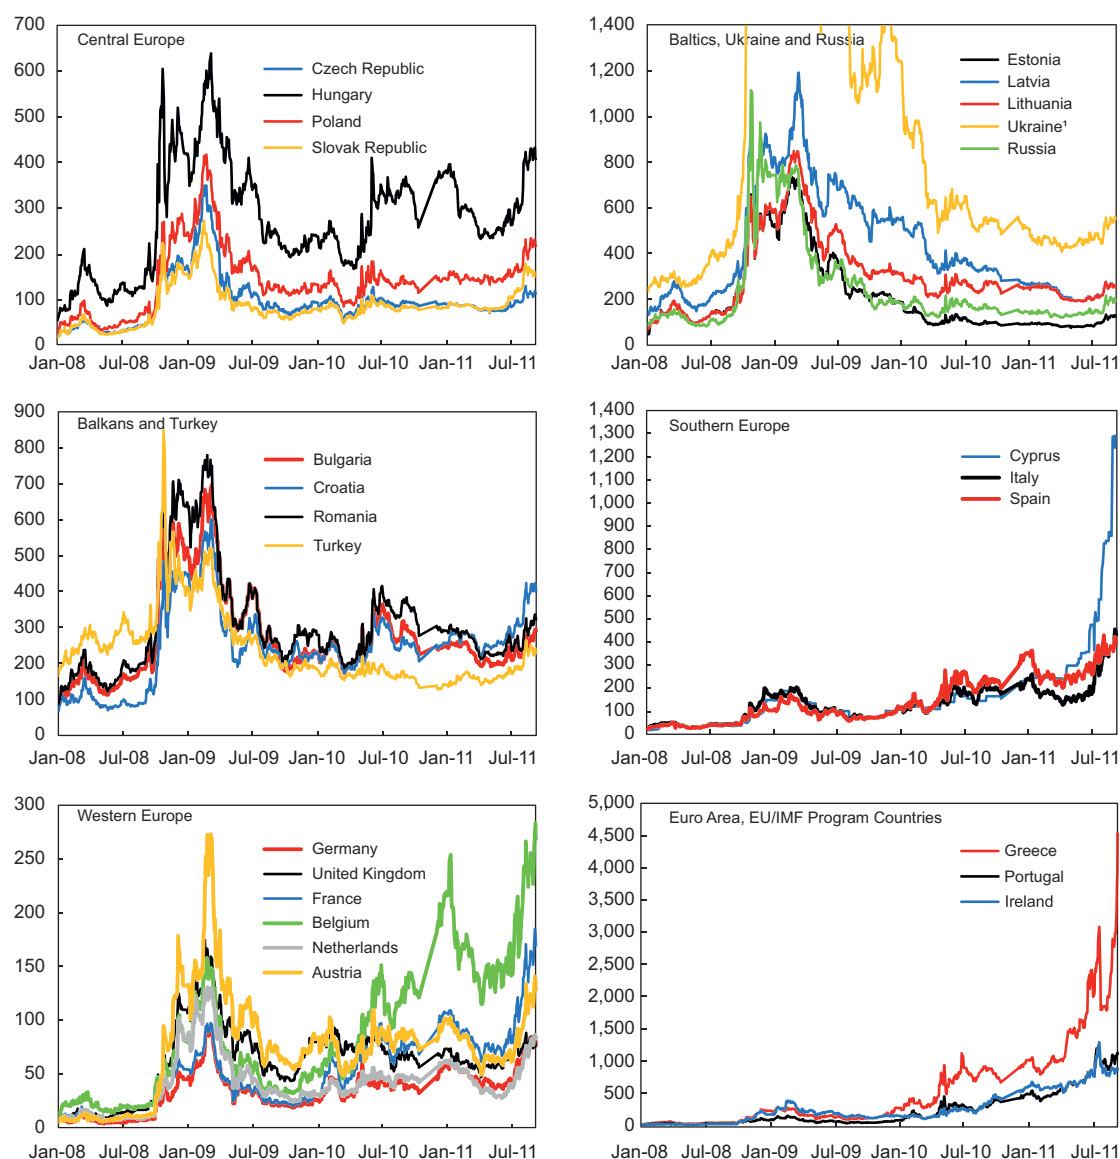 Central Europe
700
600
500
400
300
200
100
0
Czech Republic
Hungary
Poland
Slovak Republic
Jan-08 Jul-08 Jan-09 Jul-09 Jan-10 Jul-10 Jan-11 Jul-11
Baltics, Ukraine and Russia
1,400
1,200
1,000
800
600
400
200
0
Estonia
Latvia
Lithuania
Ukraine¹
Russia
Jan-08 Jul-08 Jan-09 Jul-09 Jan-10 Jul-10 Jan-11 Jul-11
Balkans and Turkey
900
800
700
600
500
400
300
200
100
0
Bulgaria
Croatia
Romania
Turkey
Jan-08 Jul-08 Jan-09 Jul-09 Jan-10 Jul-10 Jan-11 Jul-11
Southern Europe
1,400
1,300
1,200
1,100
1,000
900
800
700
600
500
400
300
200
100
0
Cyprus
Italy
Spain
Jan-08 Jul-08 Jan-09 Jul-09 Jan-10 Jul-10 Jan-11 Jul-11
Western Europe
300
250
200
150
100
50
0
Germany
United Kingdom
France
Belgium
Netherlands
Austria
Jan-08 Jul-08 Jan-09 Jul-09 Jan-10 Jul-10 Jan-11 Jul-11
Euro Area, EU/IMF Program Countries
5,000
4,500
4,000
3,500
3,000
2,500
2,000
1,500
1,000
500
0
Greece
Portugal
Ireland
Jan-08 Jul-08 Jan-09 Jul-09 Jan-10 Jul-10 Jan-11 Jul-11